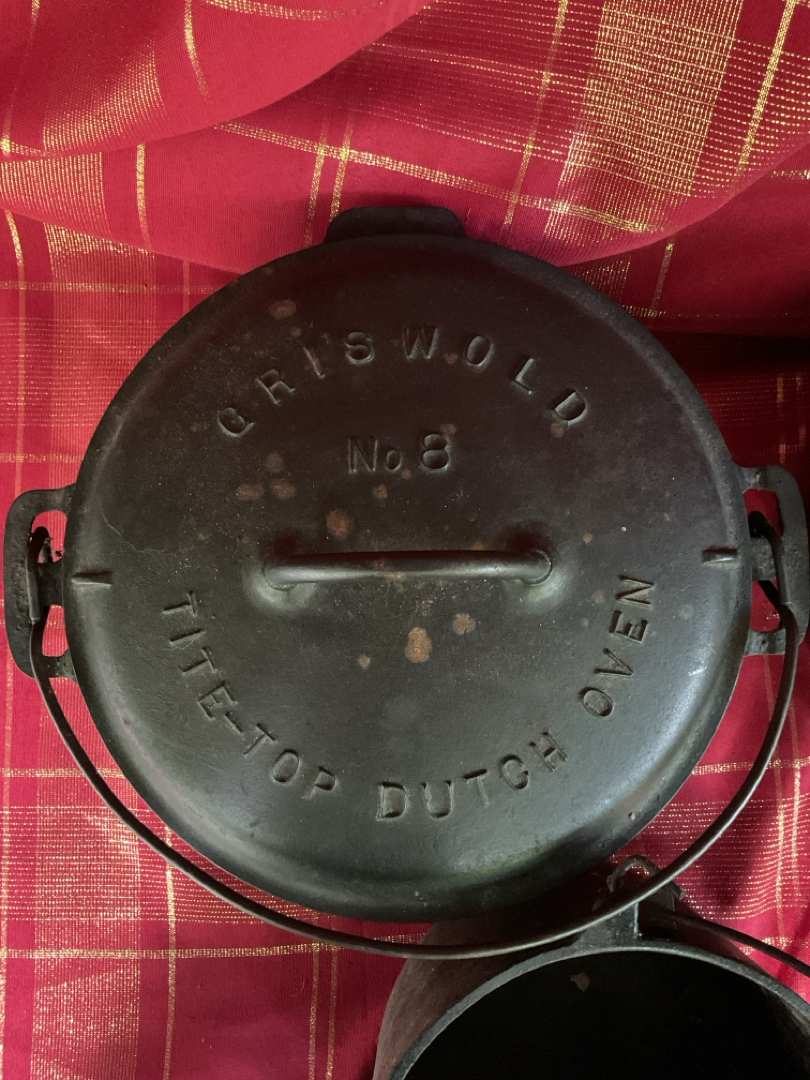 GRISWOLD
No 8
TITE-TOP DUTCH OVEN